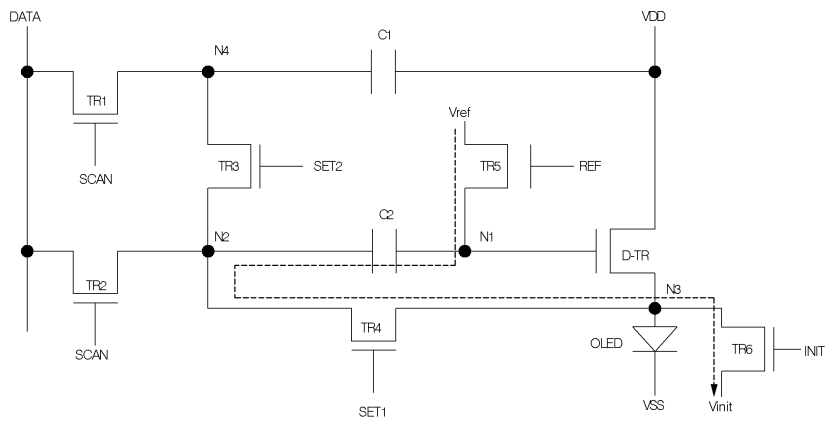 DATA
VDD
N4
C1
TR1
Vref
TR3
SET2
TR5
REF
SCAN
C2
N2
N1
D-TR
TR2
N3
TR4
OLED
TR6
INIT
SCAN
SET1
VSS
Vinit